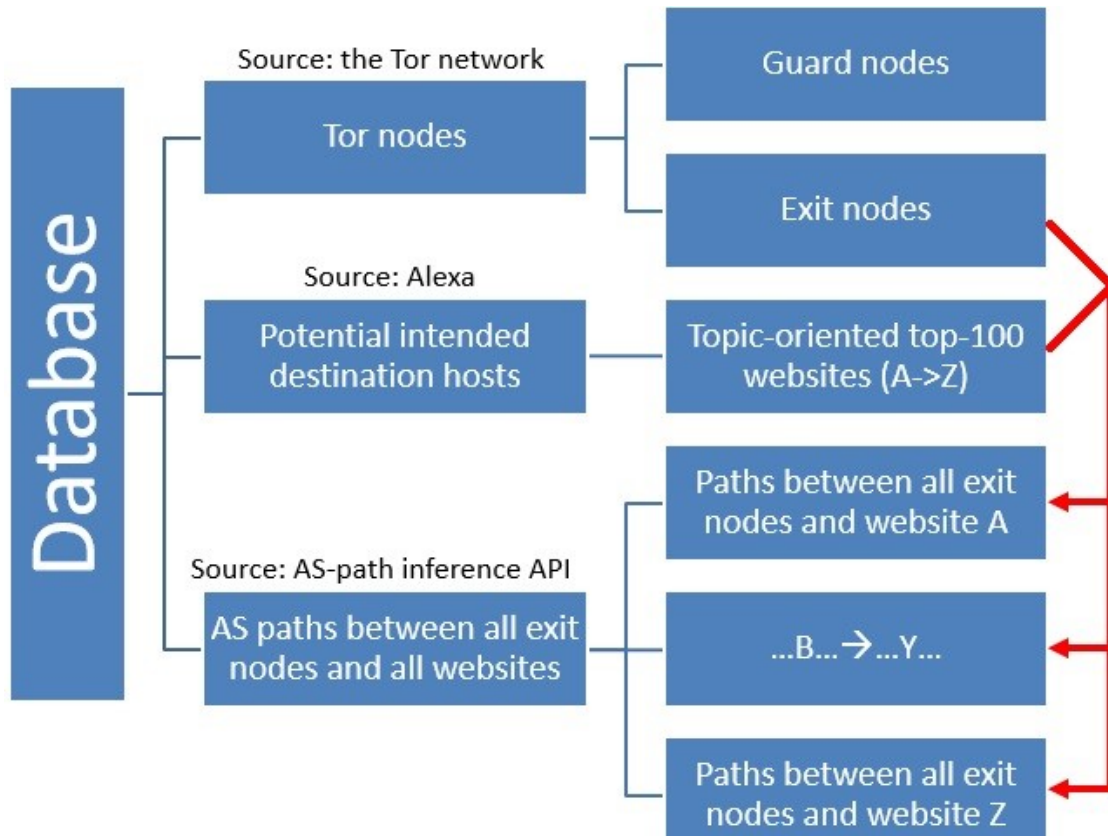 Database
Source: the Tor network
Tor nodes
Guard nodes
Exit nodes
Source: Alexa
Potential intended
destination hosts
Topic-oriented top-100
websites (A->Z)
Source: AS-path inference API
AS paths between all exit
nodes and all websites
Paths between all exit
nodes and website A
...B...→...Y...
Paths between all exit
nodes and website Z